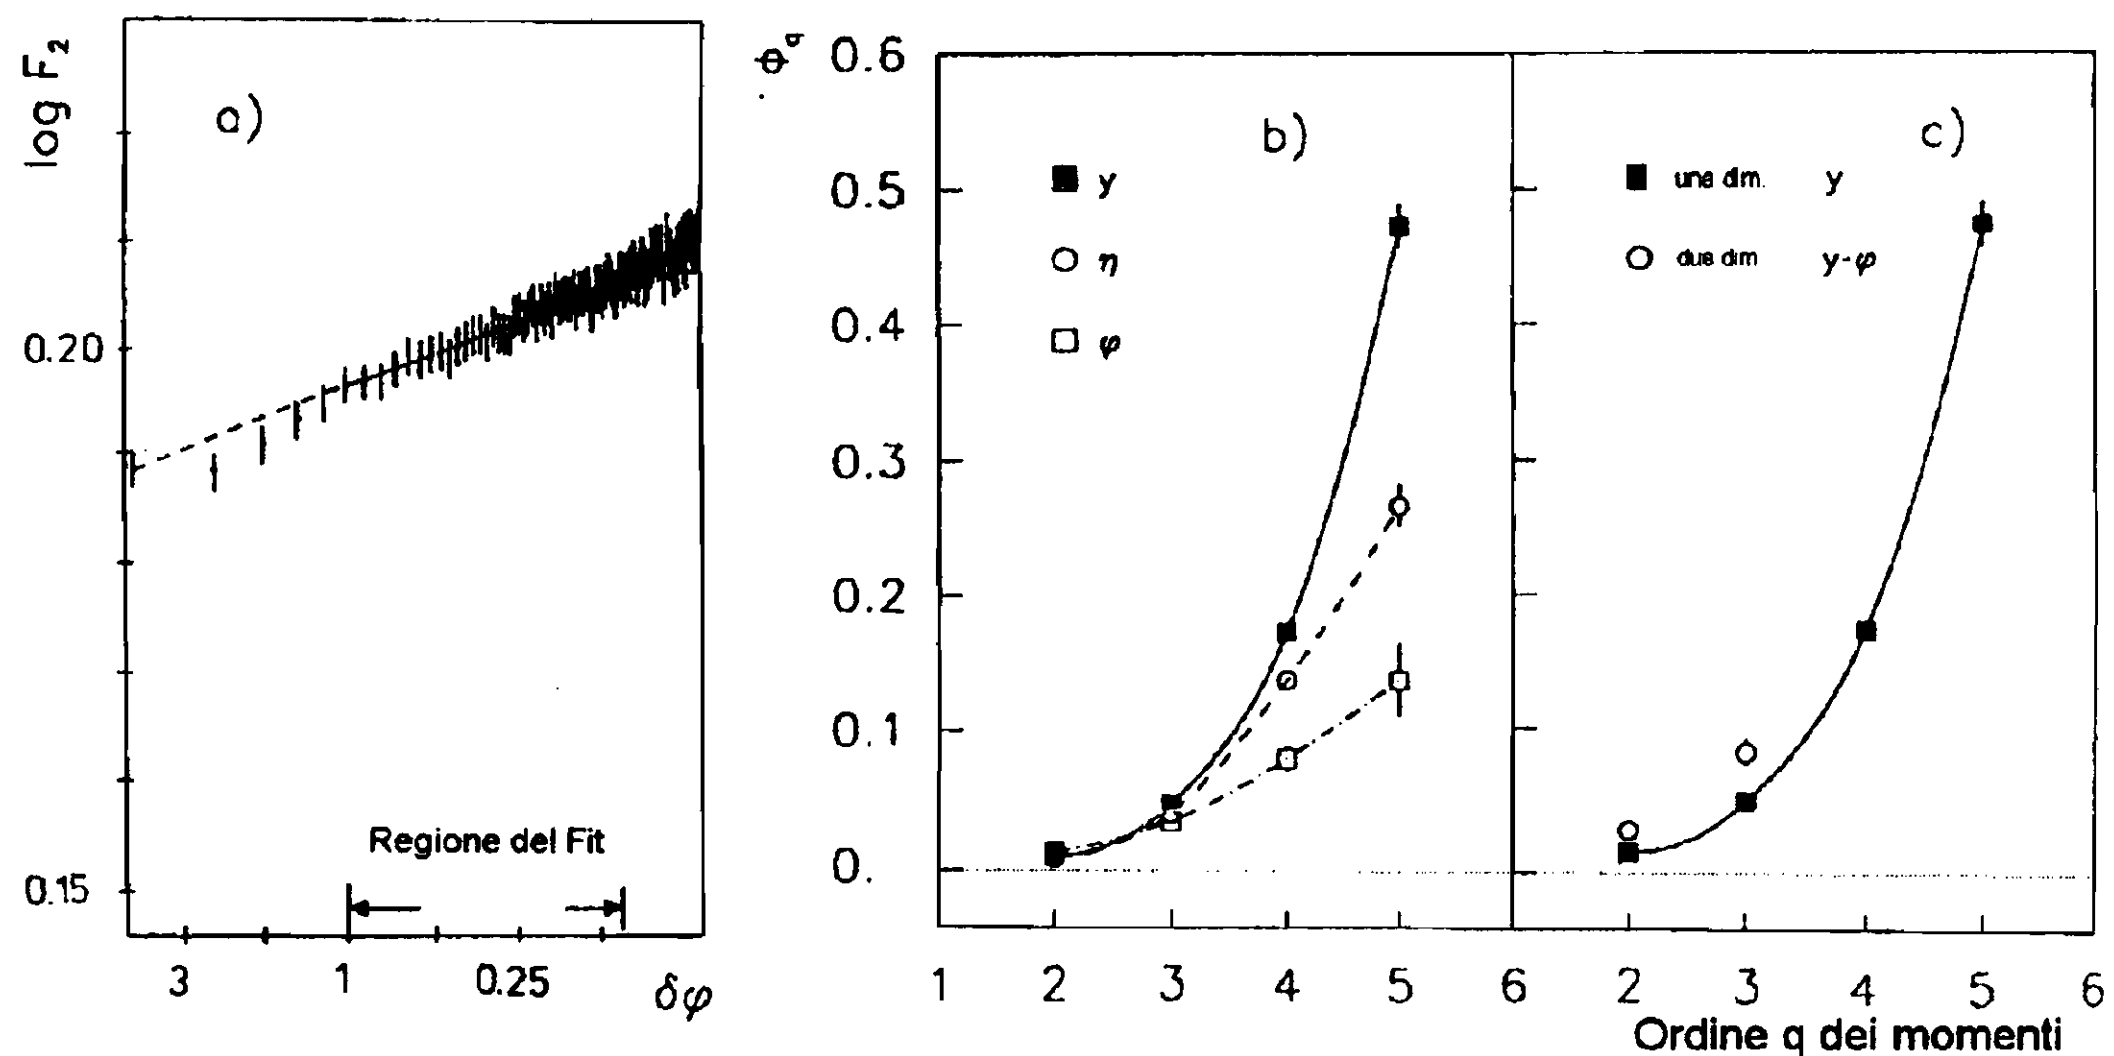 log F₂
a)
0.20
0.15
Regione del Fit
3 1 0.25 δφ
ϕq
0.6
0.5
0.4
0.3
0.2
0.1
0.
b)
y
η
φ
1 2 3 4 5 6
c)
una dim. y
due dim y-φ
2 3 4 5 6
Ordine q dei momenti